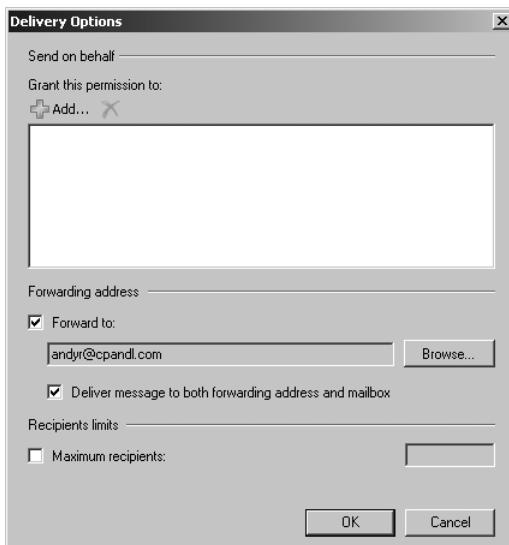 Delivery Options
Send on behalf
Grant this permission to:
Add...
Forwarding address
Forward to:
andyr@cpandl.com
Browse...
Deliver message to both forwarding address and mailbox
Recipients limits
Maximum recipients:
OK
Cancel